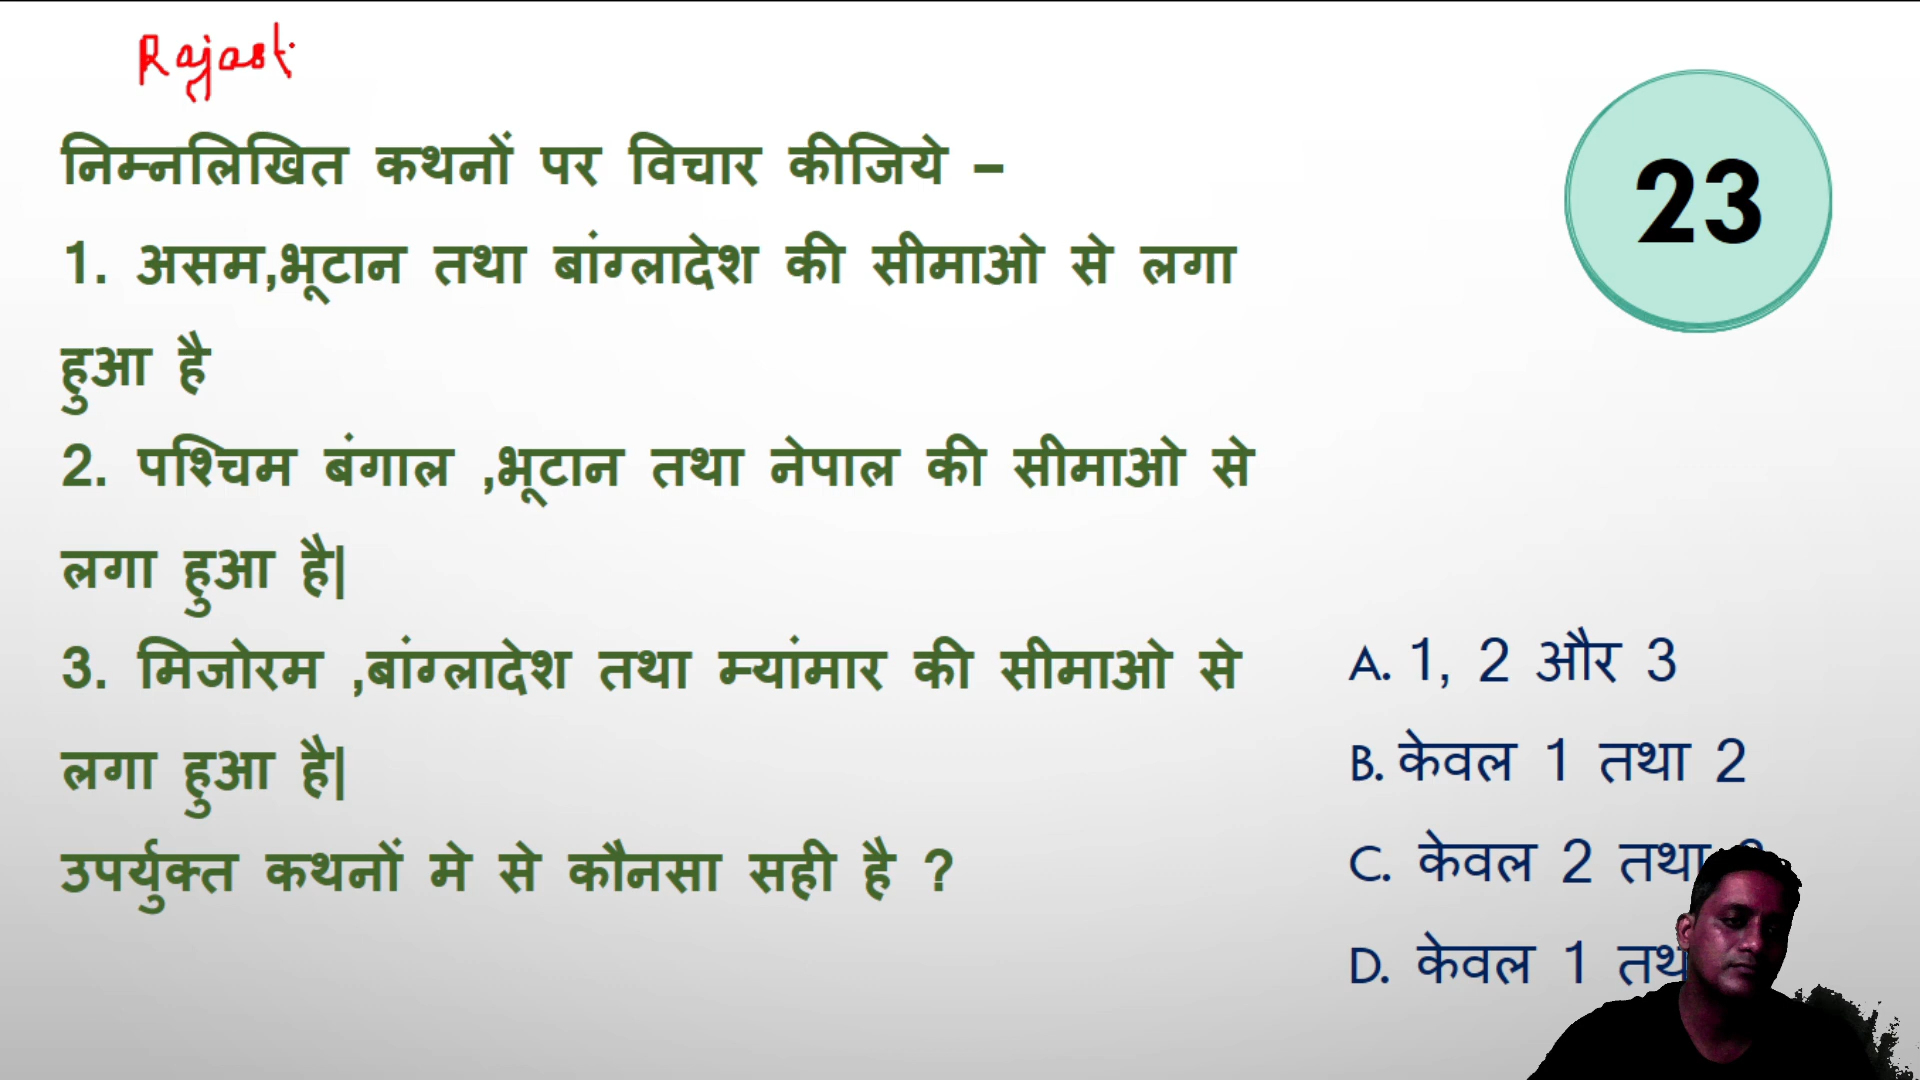 Rajast
23
निम्नलिखित कथनों पर विचार कीजिये –
1. असम,भूटान तथा बांग्लादेश की सीमाओ से लगा
हुआ है
2. पश्चिम बंगाल ,भूटान तथा नेपाल की सीमाओ से
लगा हुआ है|
3. मिजोरम ,बांग्लादेश तथा म्यांमार की सीमाओ से
लगा हुआ है|
उपर्युक्त कथनों मे से कौनसा सही है ?
A. 1, 2 और 3
B. केवल 1 तथा 2
C. केवल 2 तथा
D. केवल 1